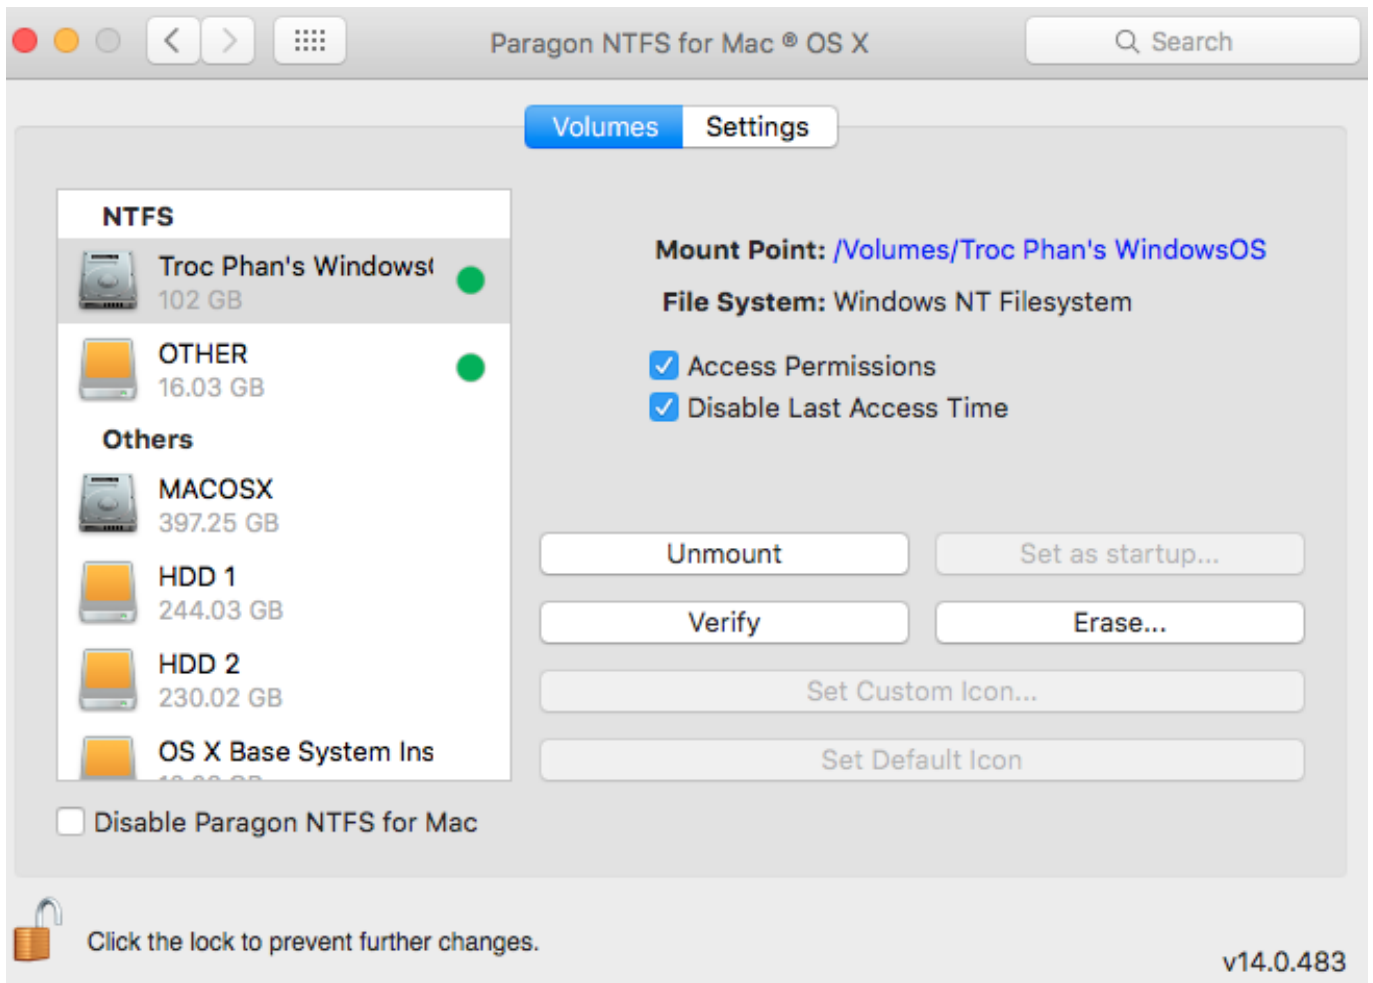 Paragon NTFS for Mac ® OS X
Search
Volumes
Settings
NTFS
Troc Phan's Windows
102 GB
OTHER
16.03 GB
Others
MACOSX
397.25 GB
HDD 1
244.03 GB
HDD 2
230.02 GB
OS X Base System Ins
Disable Paragon NTFS for Mac
Mount Point: /Volumes/Troc Phan's WindowsOS
File System: Windows NT Filesystem
Access Permissions
Disable Last Access Time
Unmount
Set as startup...
Verify
Erase...
Set Custom Icon...
Set Default Icon
Click the lock to prevent further changes.
v14.0.483